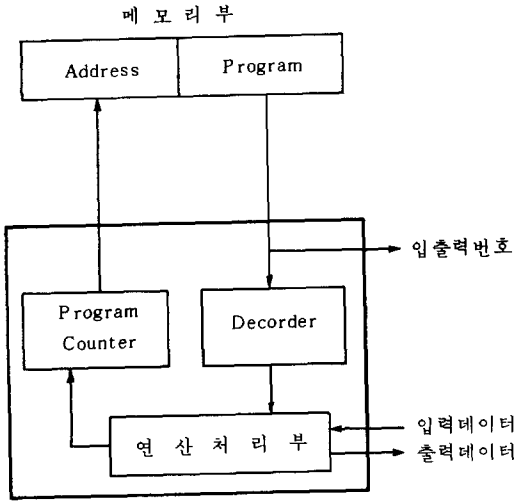 메 모 리 부
Address
Program
입출력번호
Program
Counter
Decorder
연 산 처 리 부
입력데이터
출력데이터